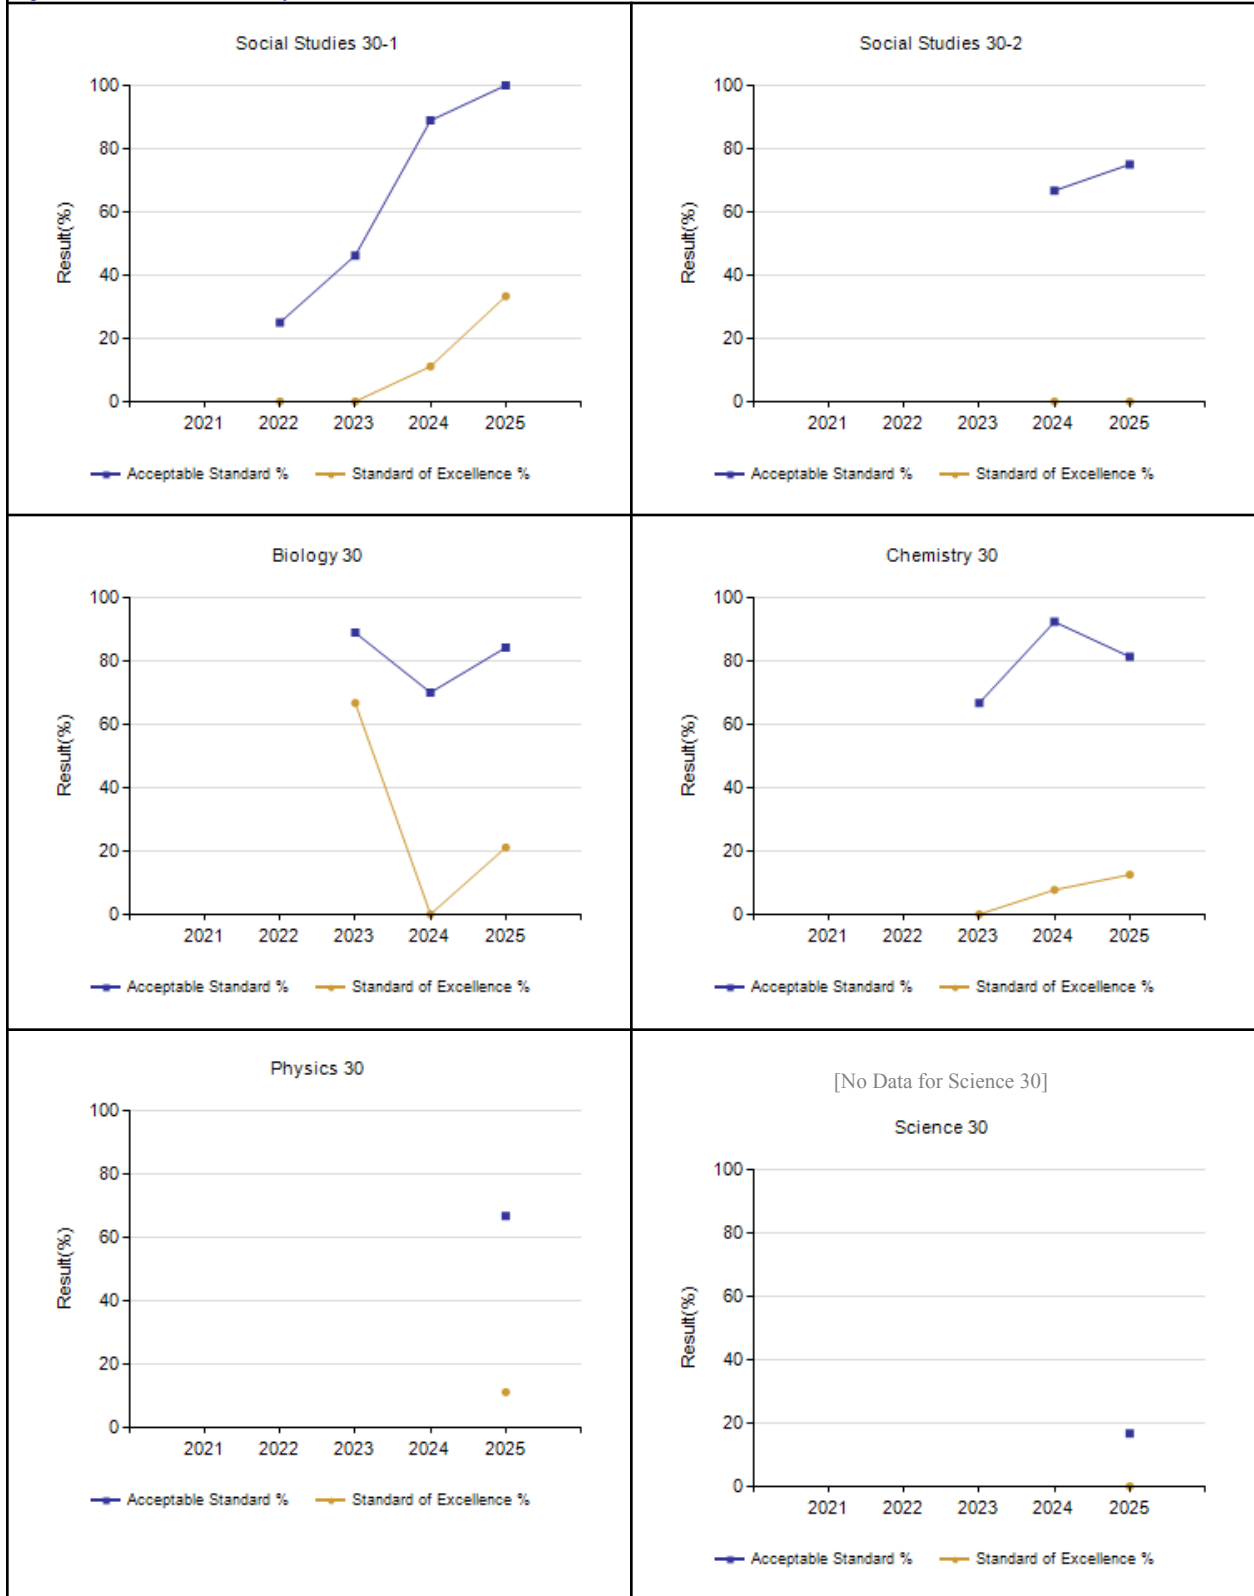 Social Studies 30-1
100
80
60
40
20
0
Result(%)
2021 2022 2023 2024 2025
Acceptable Standard % Standard of Excellence %
Social Studies 30-2
100
80
60
40
20
0
Result(%)
2021 2022 2023 2024 2025
Acceptable Standard % Standard of Excellence %
Biology 30
100
80
60
40
20
0
Result(%)
2021 2022 2023 2024 2025
Acceptable Standard % Standard of Excellence %
Chemistry 30
100
80
60
40
20
0
Result(%)
2021 2022 2023 2024 2025
Acceptable Standard % Standard of Excellence %
Physics 30
100
80
60
40
20
0
Result(%)
2021 2022 2023 2024 2025
Acceptable Standard % Standard of Excellence %
[No Data for Science 30]
Science 30
100
80
60
40
20
0
Result(%)
2021 2022 2023 2024 2025
Acceptable Standard % Standard of Excellence %